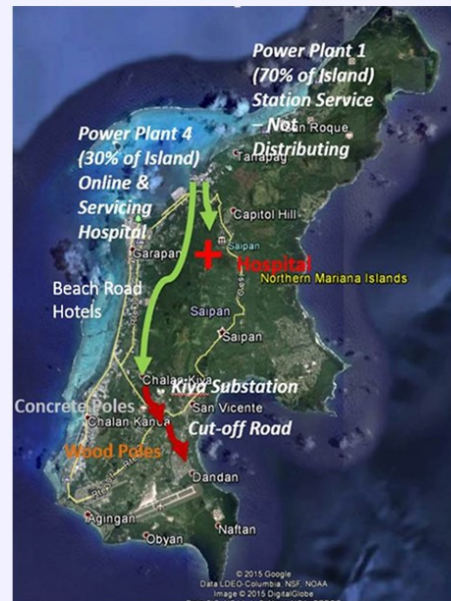 Power Plant 1
(70% of Island)
Station Service
– Not
Distributing
San Roque
Tanapag
Power Plant 4
(30% of Island)
Online &
Servicing
Hospital
Capitol Hill
Garapan
Saipan
Hospital
Northern Mariana Islands
Beach Road
Hotels
Saipan
Saipan
Chalan Kiya
Kiya Substation
Concrete Poles
San Vicente
Chalan Kanoa
Cut-off Road
Wood Poles
Dandan
Agingan
Naftan
Obyan
© 2015 Google
Data LDEO-Columbia, NSF, NOAA
Image © 2015 DigitalGlobe